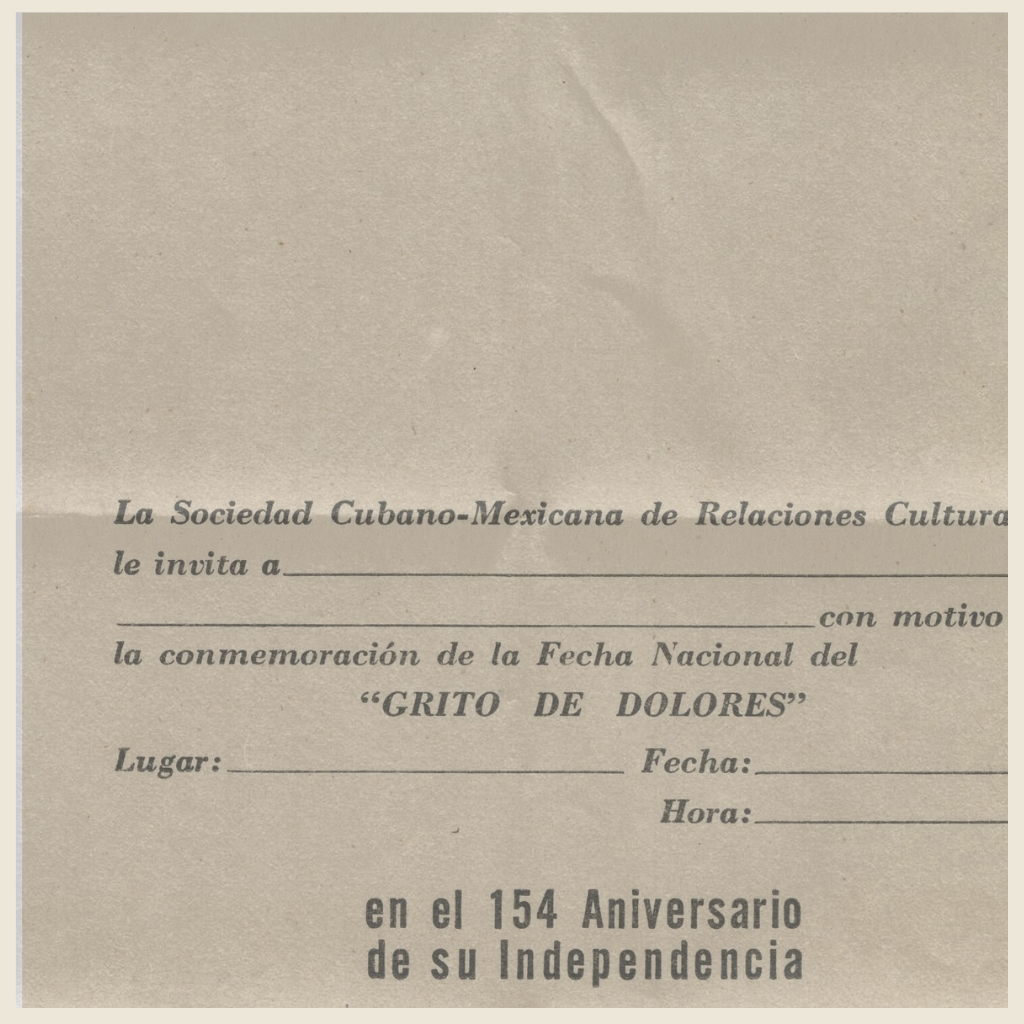 La Sociedad Cubano-Mexicana de Relaciones Cultura
le invita a
con motivo
la conmemoración de la Fecha Nacional del
“GRITO DE DOLORES”
Lugar: Fecha:
Hora:
en el 154 Aniversario
de su Independencia